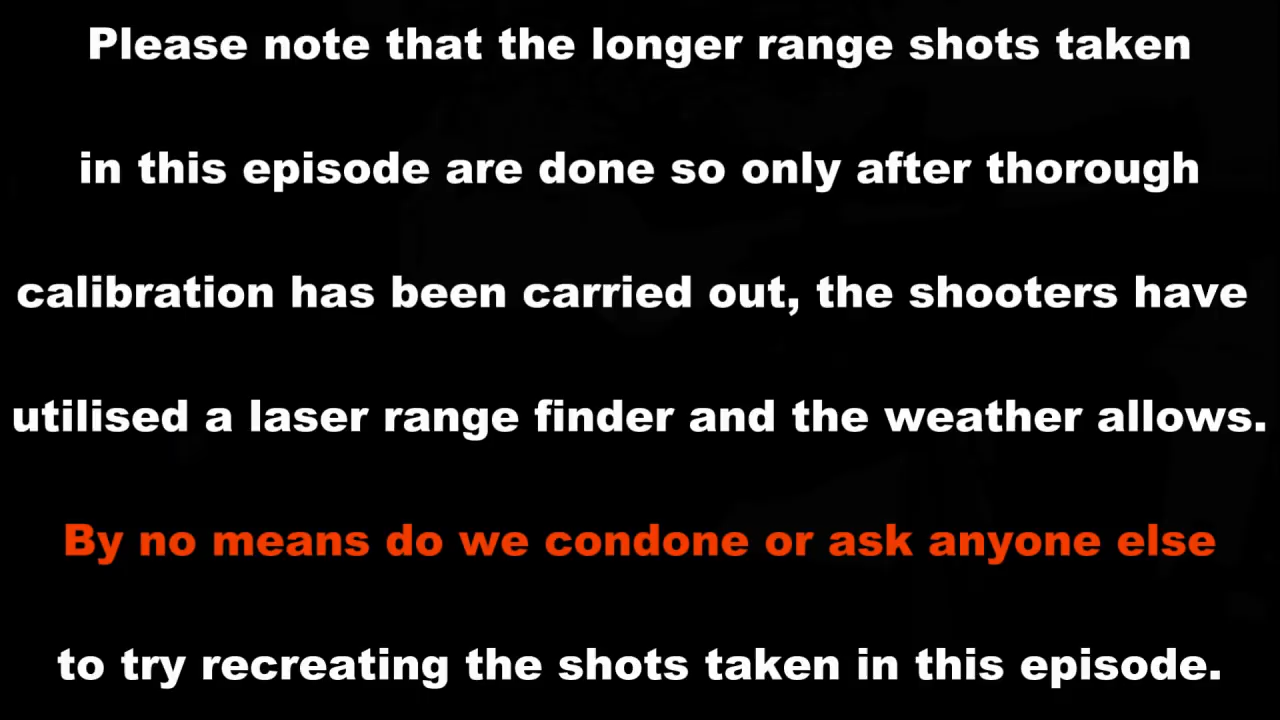 Please note that the longer range shots taken
in this episode are done so only after thorough
calibration has been carried out, the shooters have
utilised a laser range finder and the weather allows.
By no means do we condone or ask anyone else
to try recreating the shots taken in this episode.